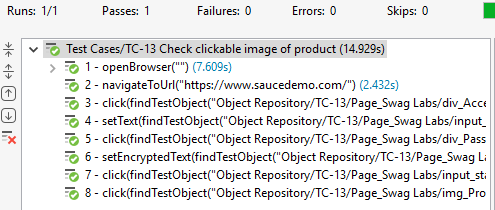 Runs: 1/1 Passes: 1 Failures: 0 Errors: 0 Skips: 0
Test Cases/TC-13 Check clickable image of product (14.929s)
1 - openBrowser("") (7.609s)
2 - navigateToUrl("https://www.saucedemo.com/") (2.432s)
3 - click(findTestObject("Object Repository/TC-13/Page_Swag Labs/div_Acce
4 - setText(findTestObject("Object Repository/TC-13/Page_Swag Labs/input_
5 - click(findTestObject("Object Repository/TC-13/Page_Swag Labs/div_Pass
6 - setEncryptedText(findTestObject("Object Repository/TC-13/Page_Swag La
7 - click(findTestObject("Object Repository/TC-13/Page_Swag Labs/input_sta
8 - click(findTestObject("Object Repository/TC-13/Page_Swag Labs/img_Pro